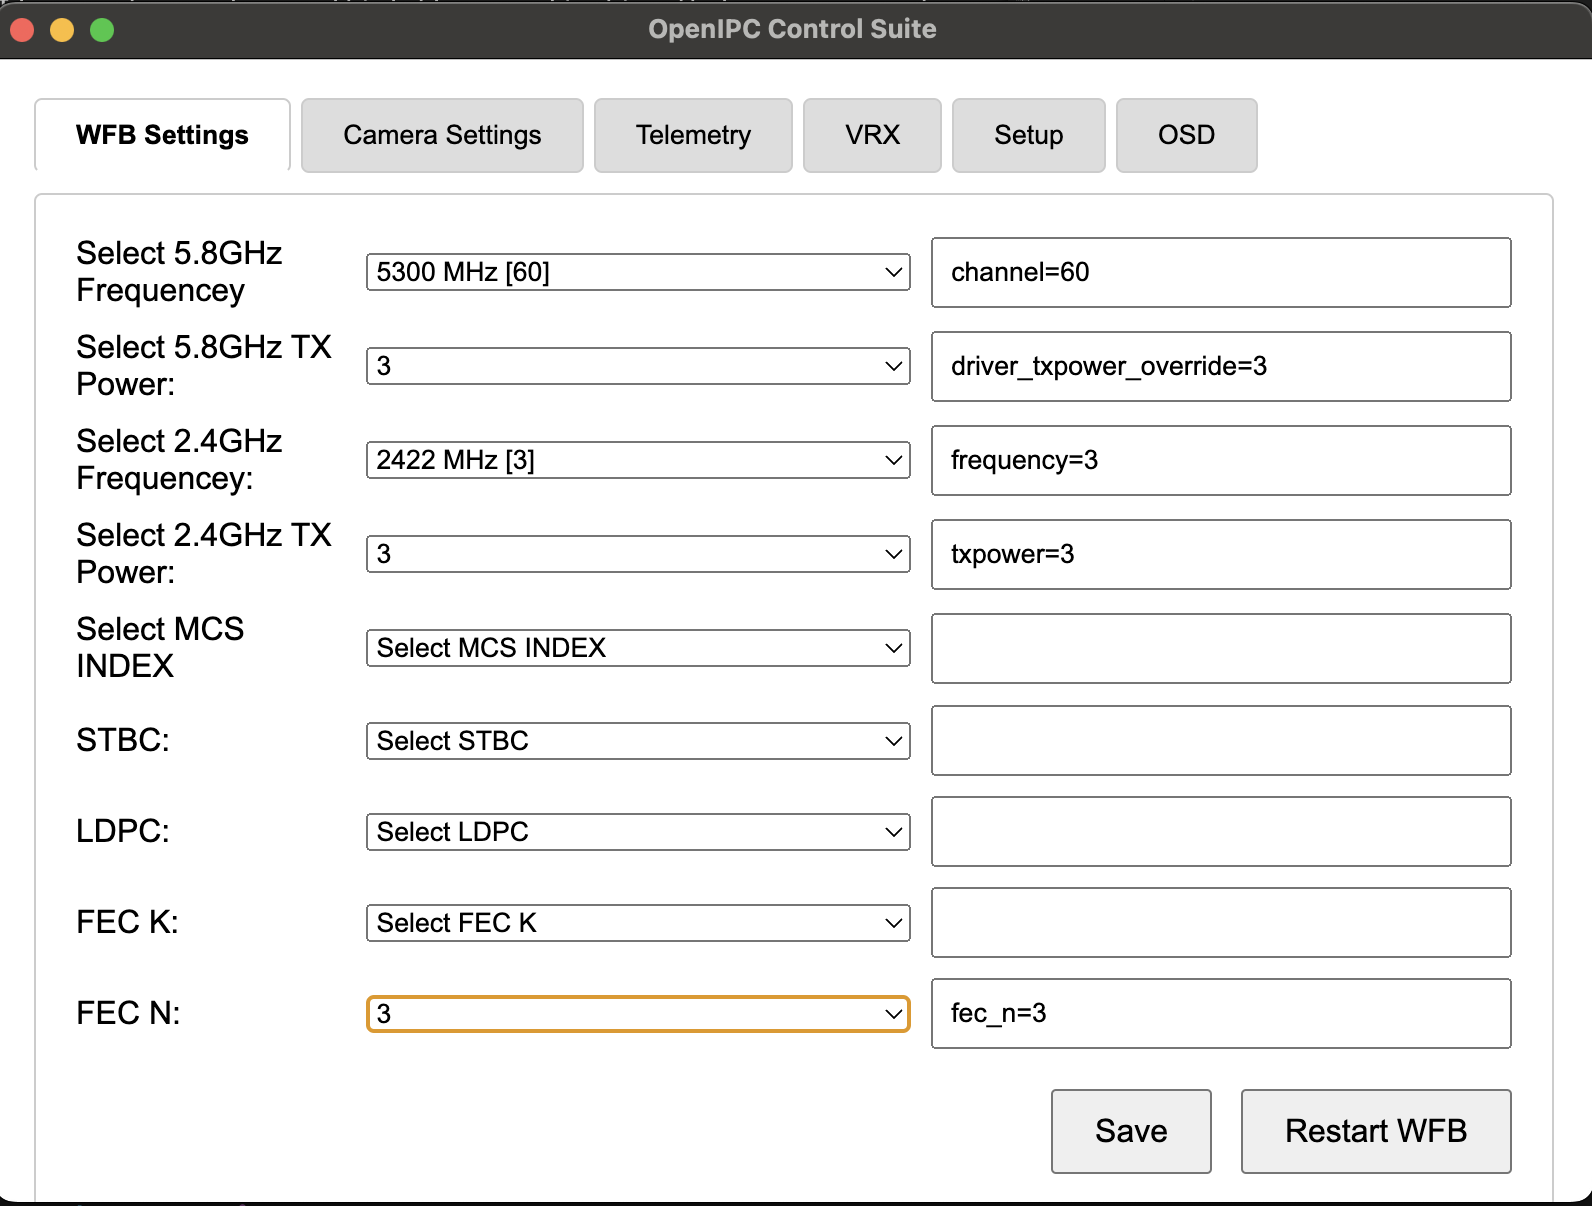 OpenIPC Control Suite
WFB Settings
Camera Settings
Telemetry
VRX
Setup
OSD
Select 5.8GHz
Frequencey
5300 MHz [60]
channel=60
Select 5.8GHz TX
Power:
3
driver_txpower_override=3
Select 2.4GHz
Frequencey:
2422 MHz [3]
frequency=3
Select 2.4GHz TX
Power:
3
txpower=3
Select MCS
INDEX
Select MCS INDEX
STBC:
Select STBC
LDPC:
Select LDPC
FEC K:
Select FEC K
FEC N:
3
fec_n=3
Save
Restart WFB